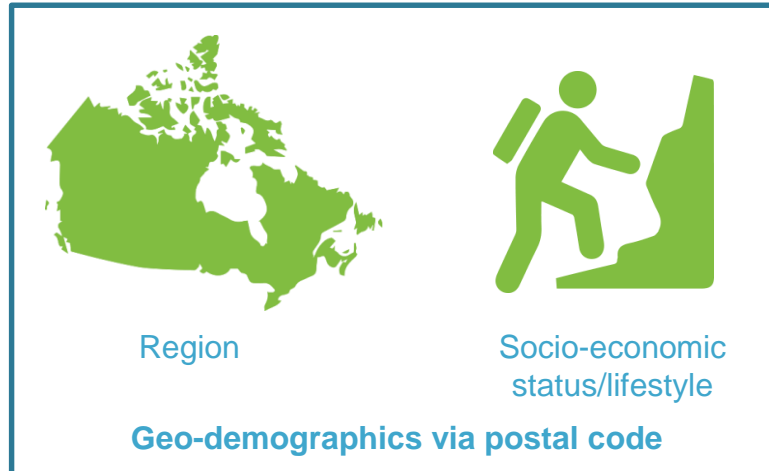 Region
Socio-economic
status/lifestyle
Geo-demographics via postal code